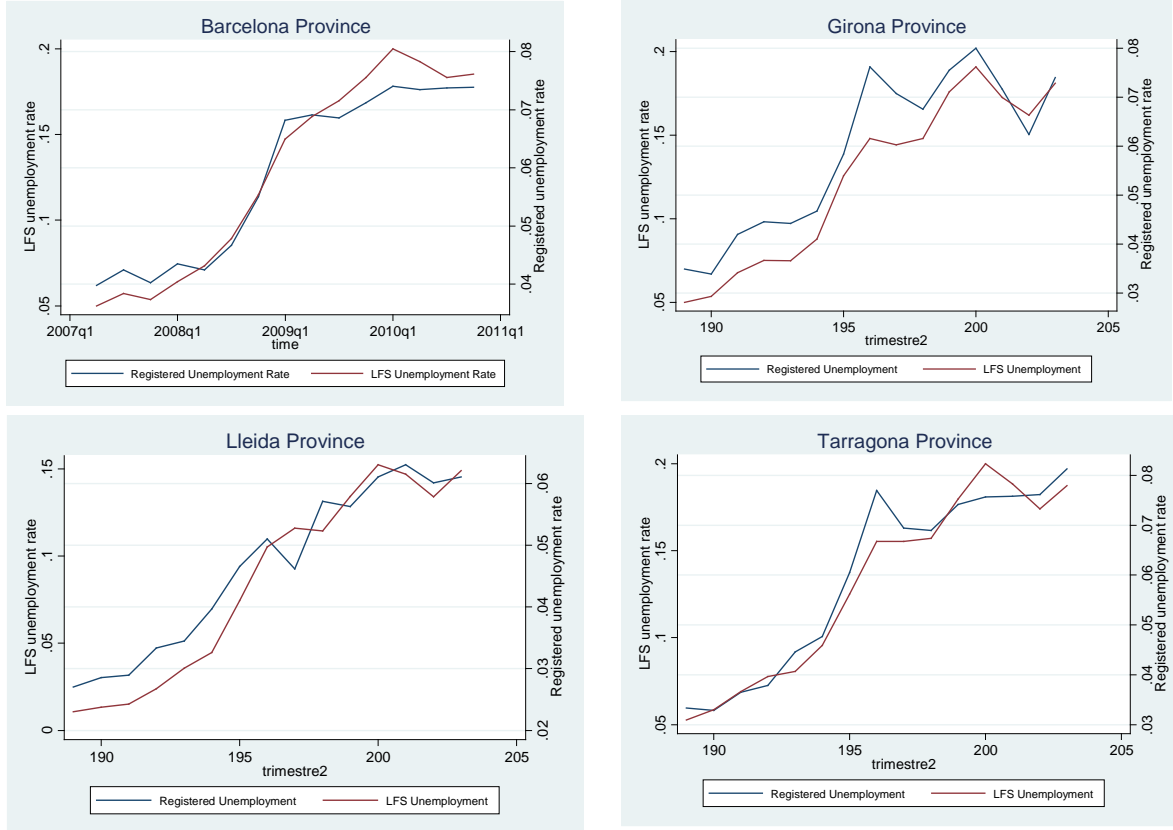 Barcelona Province
.2
.15
.1
.05
LFS unemployment rate
.08
.07
.06
.05
.04
Registered unemployment rate
2007q1 2008q1 2009q1 2010q1 2011q1
time
Registered Unemployment Rate LFS Unemployment Rate
Girona Province
.2
.15
.1
.05
LFS unemployment rate
.08
.07
.06
.05
.04
.03
Registered unemployment rate
190 195 200 205
trimestre2
Registered Unemployment LFS Unemployment
Lleida Province
.15
.1
.05
0
LFS unemployment rate
.06
.05
.04
.03
.02
Registered unemployment rate
190 195 200 205
trimestre2
Registered Unemployment LFS Unemployment
Tarragona Province
.2
.15
.1
.05
LFS unemployment rate
.08
.07
.06
.05
.04
.03
Registered unemployment rate
190 195 200 205
trimestre2
Registered Unemployment LFS Unemployment